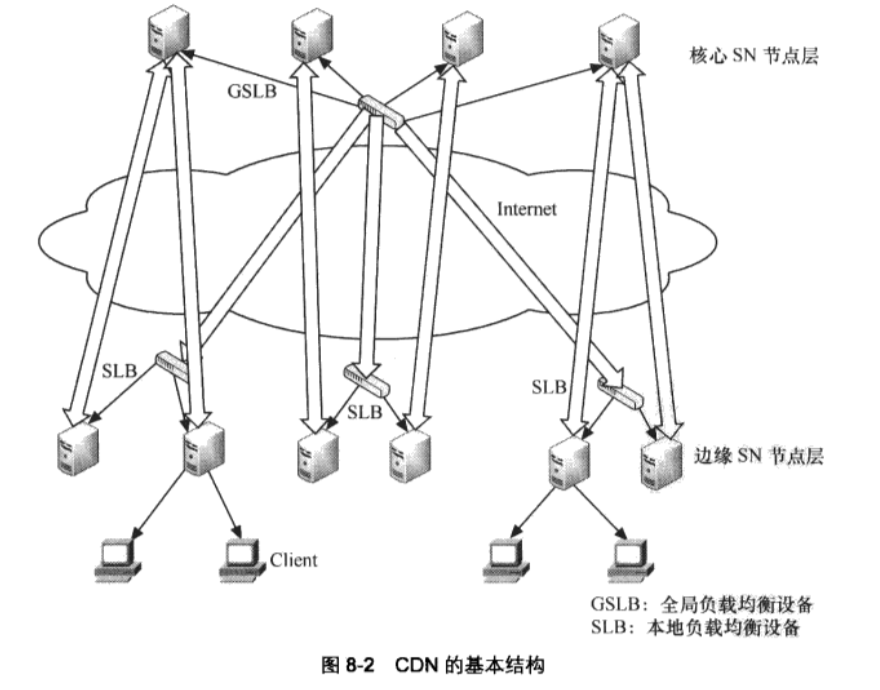 核心 SN 节点层
GSLB
Internet
SLB
SLB
SLB
边缘 SN 节点层
Client
GSLB：全局负载均衡设备
SLB：本地负载均衡设备
图 8-2 CDN 的基本结构